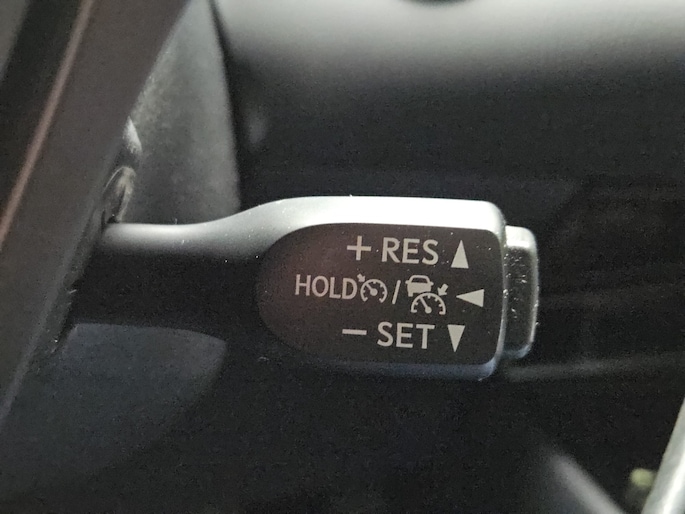 + RES ▲
HOLD / ◀
− SET ▼